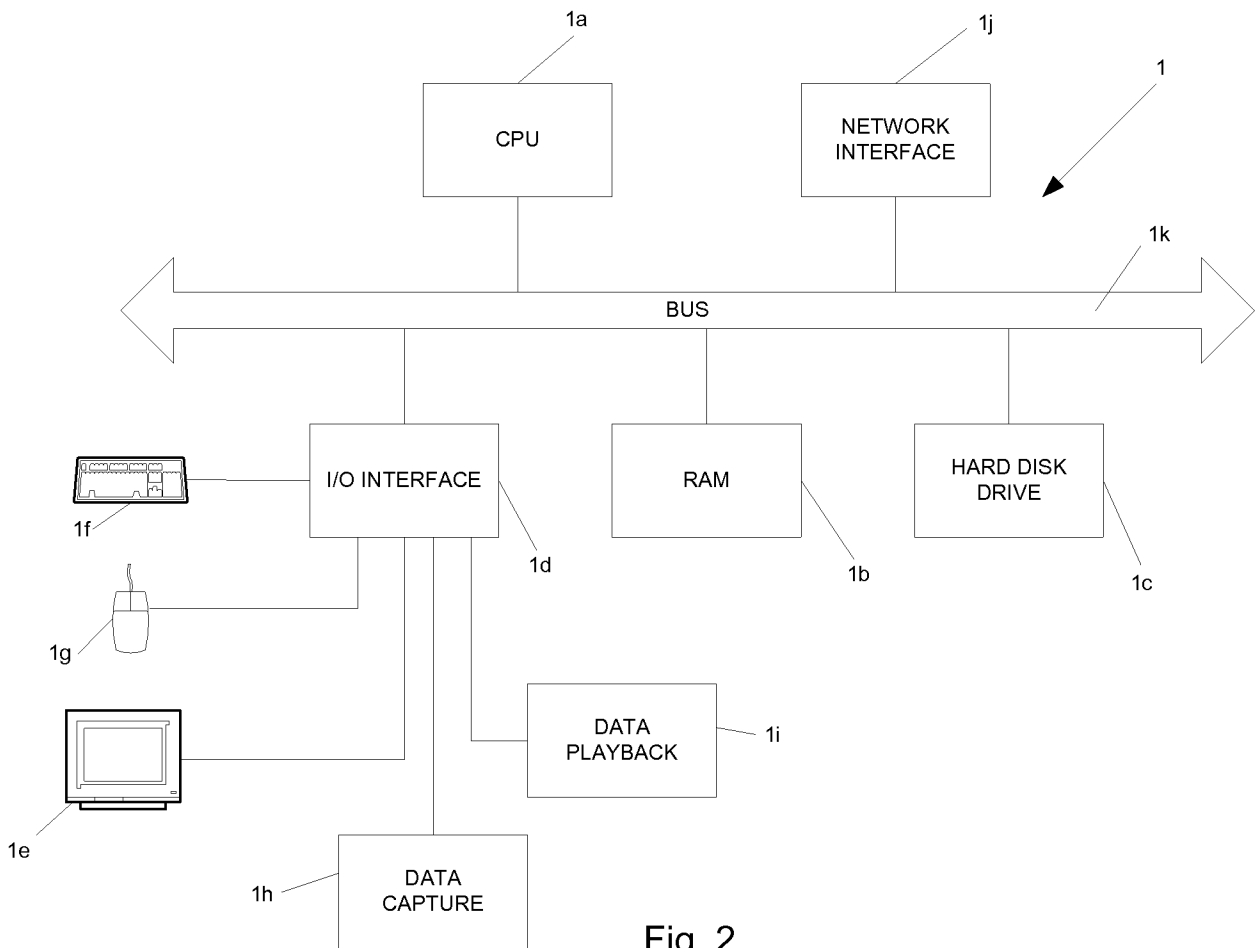 1a
1j
1
CPU
NETWORK
INTERFACE
1k
BUS
I/O INTERFACE
RAM
HARD DISK
DRIVE
1f
1d
1b
1c
1g
DATA
PLAYBACK
1i
1e
1h
DATA
CAPTURE
Fig. 2